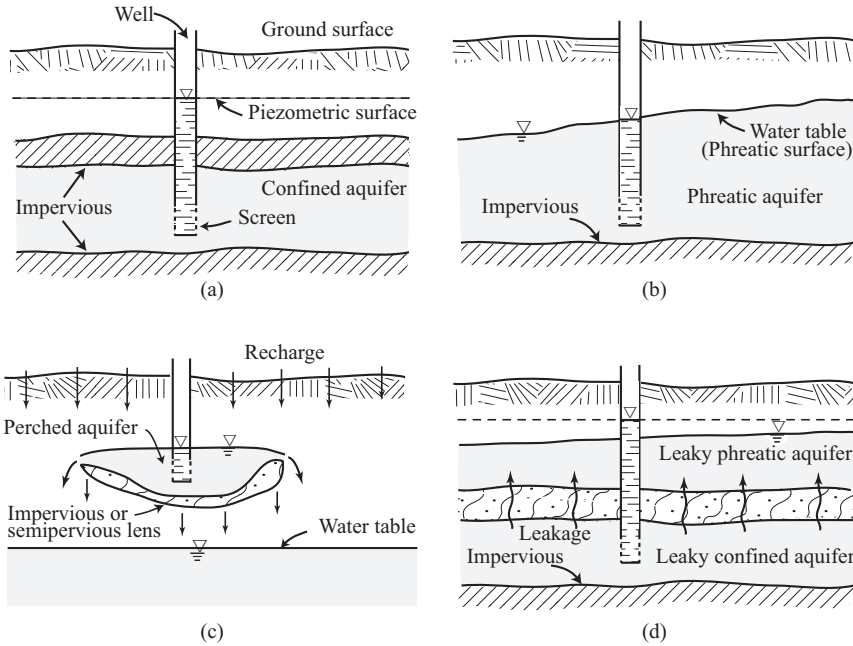 Well
Ground surface
Piezometric surface
Confined aquifer
Impervious
Screen
(a)
Water table
(Phreatic surface)
Phreatic aquifer
Impervious
(b)
Recharge
Perched aquifer
Impervious or
semipervious lens
Water table
(c)
Leaky phreatic aquifer
Leakage
Impervious
Leaky confined aquifer
(d)